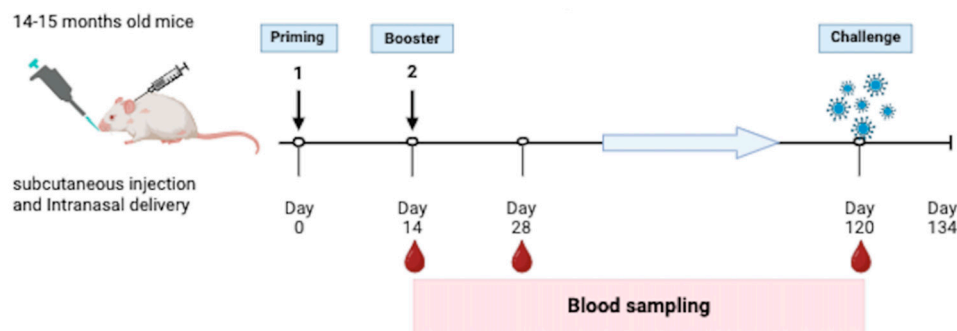 14-15 months old mice
Priming
Booster
Challenge
1
2
subcutaneous injection
and Intranasal delivery
Day
0
Day
14
Day
28
Day
120
Day
134
Blood sampling